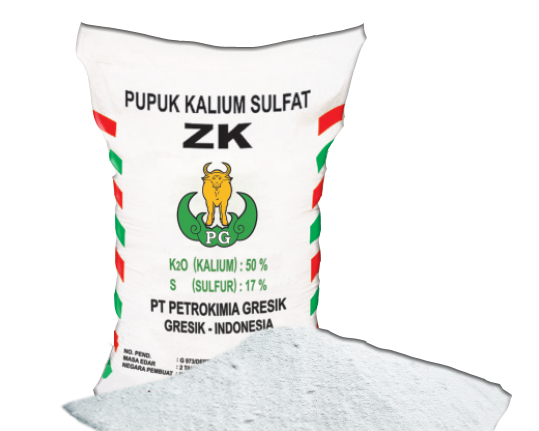 PUPUK KALIUM SULFAT
ZK
PG
K2O (KALIUM) : 50 %
S (SULFUR) : 17 %
PT PETROKIMIA GRESIK
GRESIK - INDONESIA
NO. PEND.
MASA EDAR : 2
NEGARA PEMBUAT :